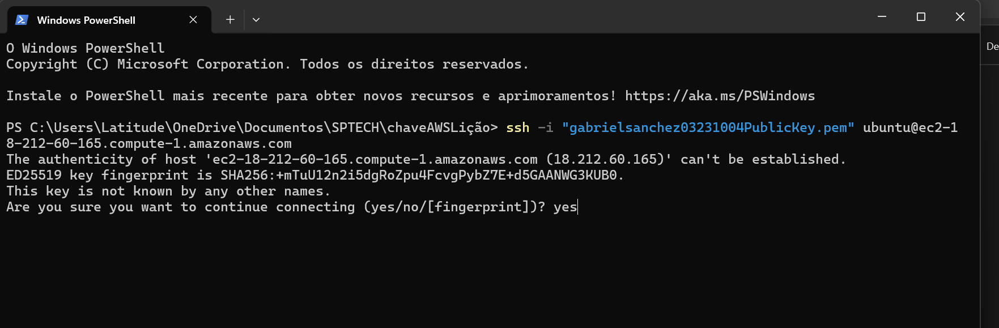 Windows PowerShell
De
O Windows PowerShell
Copyright (C) Microsoft Corporation. Todos os direitos reservados.
Instale o PowerShell mais recente para obter novos recursos e aprimoramentos! https://aka.ms/PSWindows
PS C:\Users\Latitude\OneDrive\Documentos\SPTECH\chaveAWSLição> ssh -i "gabrielsanchez03231004PublicKey.pem" ubuntu@ec2-1
8-212-60-165.compute-1.amazonaws.com
The authenticity of host 'ec2-18-212-60-165.compute-1.amazonaws.com (18.212.60.165)' can't be established.
ED25519 key fingerprint is SHA256:+mTuU12n2i5dgRoZpu4FcvgPybZ7E+d5GAANWG3KUB0.
This key is not known by any other names.
Are you sure you want to continue connecting (yes/no/[fingerprint])? yes